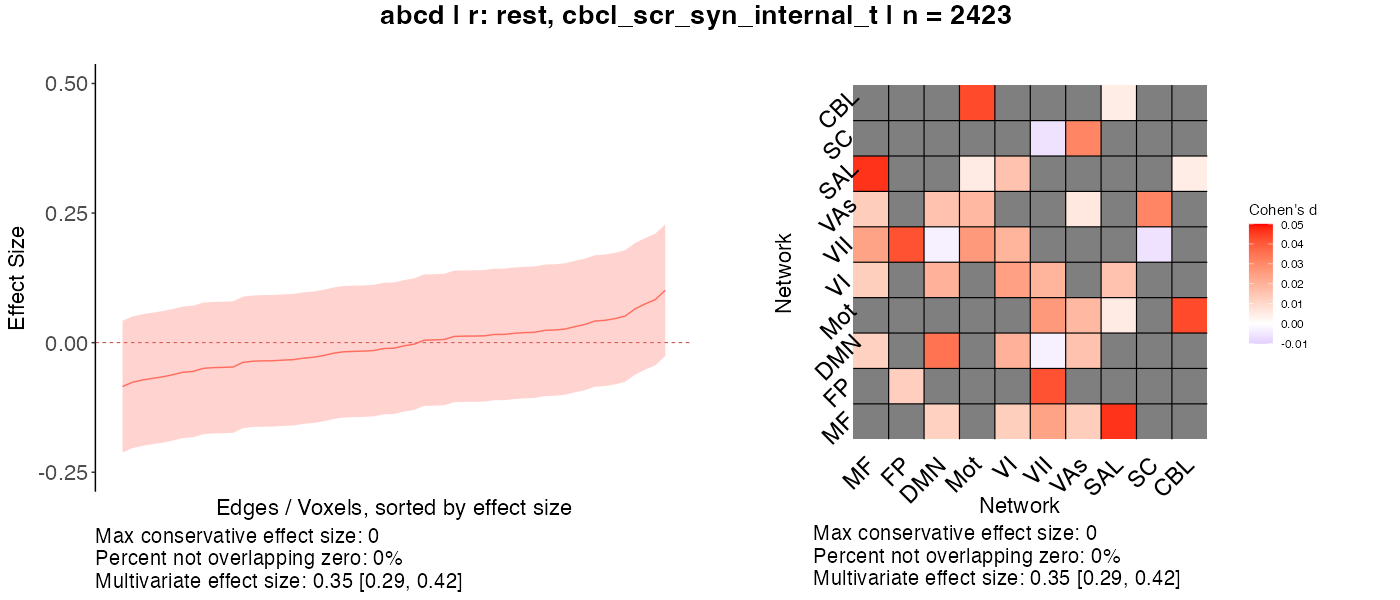 abcd | r: rest, cbcl_scr_syn_internal_t | n = 2423
0.50
0.25
0.00
-0.25
Effect Size
Edges / Voxels, sorted by effect size
Max conservative effect size: 0
Percent not overlapping zero: 0%
Multivariate effect size: 0.35 [0.29, 0.42]
Network
CBL
SC
SAL
VAs
VII
VI
Mot
DMN
FP
MF
MF FP DMN Mot VI VII VAs SAL SC CBL
Network
Max conservative effect size: 0
Percent not overlapping zero: 0%
Multivariate effect size: 0.35 [0.29, 0.42]
Cohen's d
0.05
0.04
0.03
0.02
0.01
0.00
-0.01